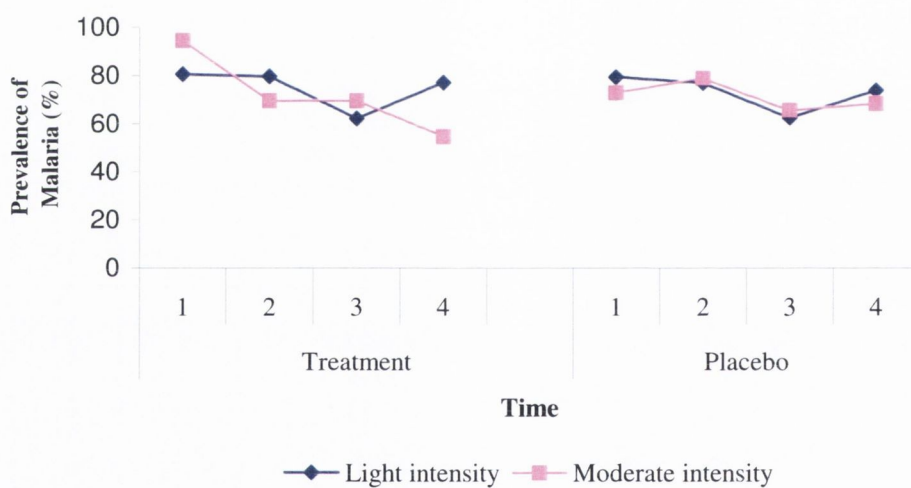 100
80
60
40
20
0
Prevalence of
Malaria (%)
1 2 3 4 1 2 3 4
Treatment Placebo
Time
Light intensity Moderate intensity